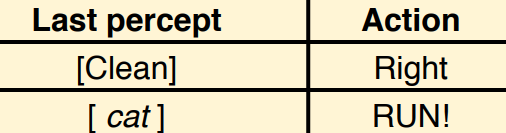 Last percept Action
[Clean] Right
[ cat ] RUN!